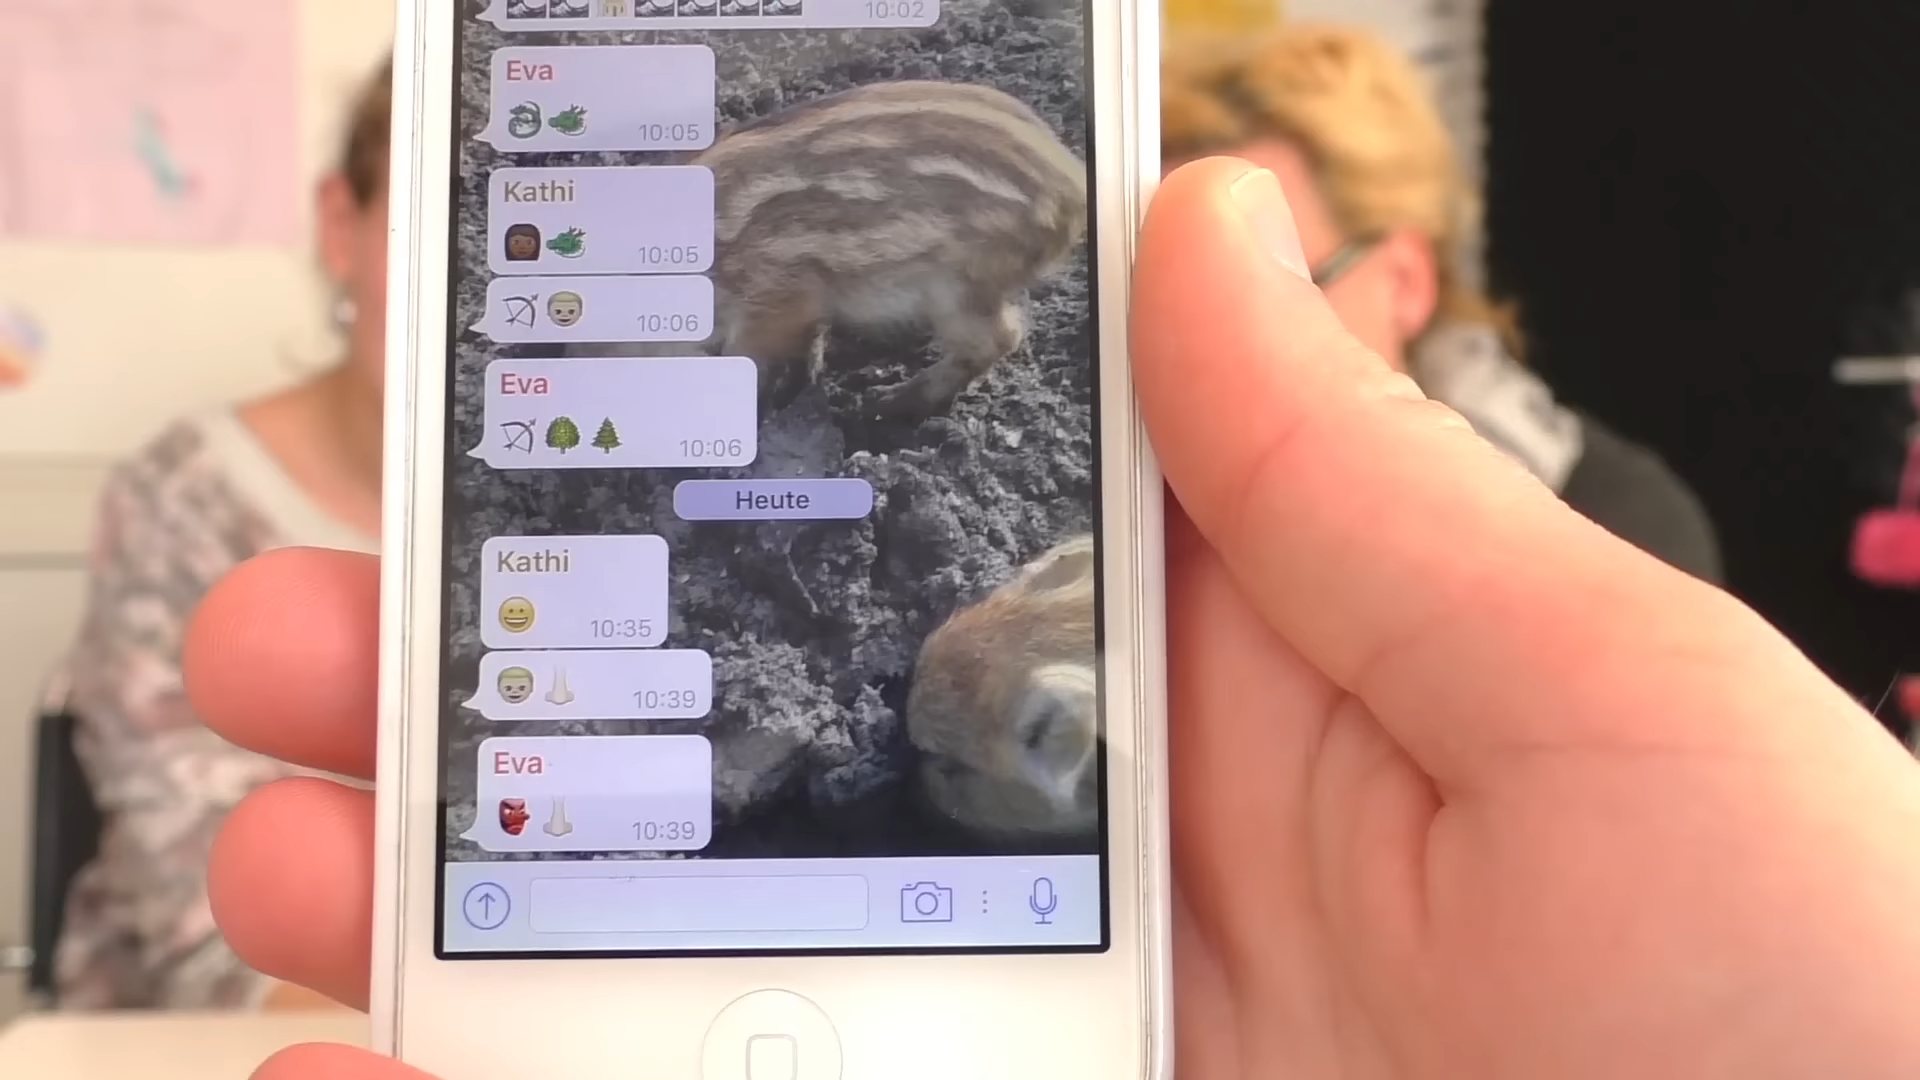 10:02
Eva
🐉🐲 10:05
Kathi
👩🏾🐲 10:05
🏹👦🏼 10:06
Eva
🏹🌳🌲 10:06
Heute
Kathi
😀 10:35
👦🏼👃🏻 10:39
Eva
👺👃🏻 10:39